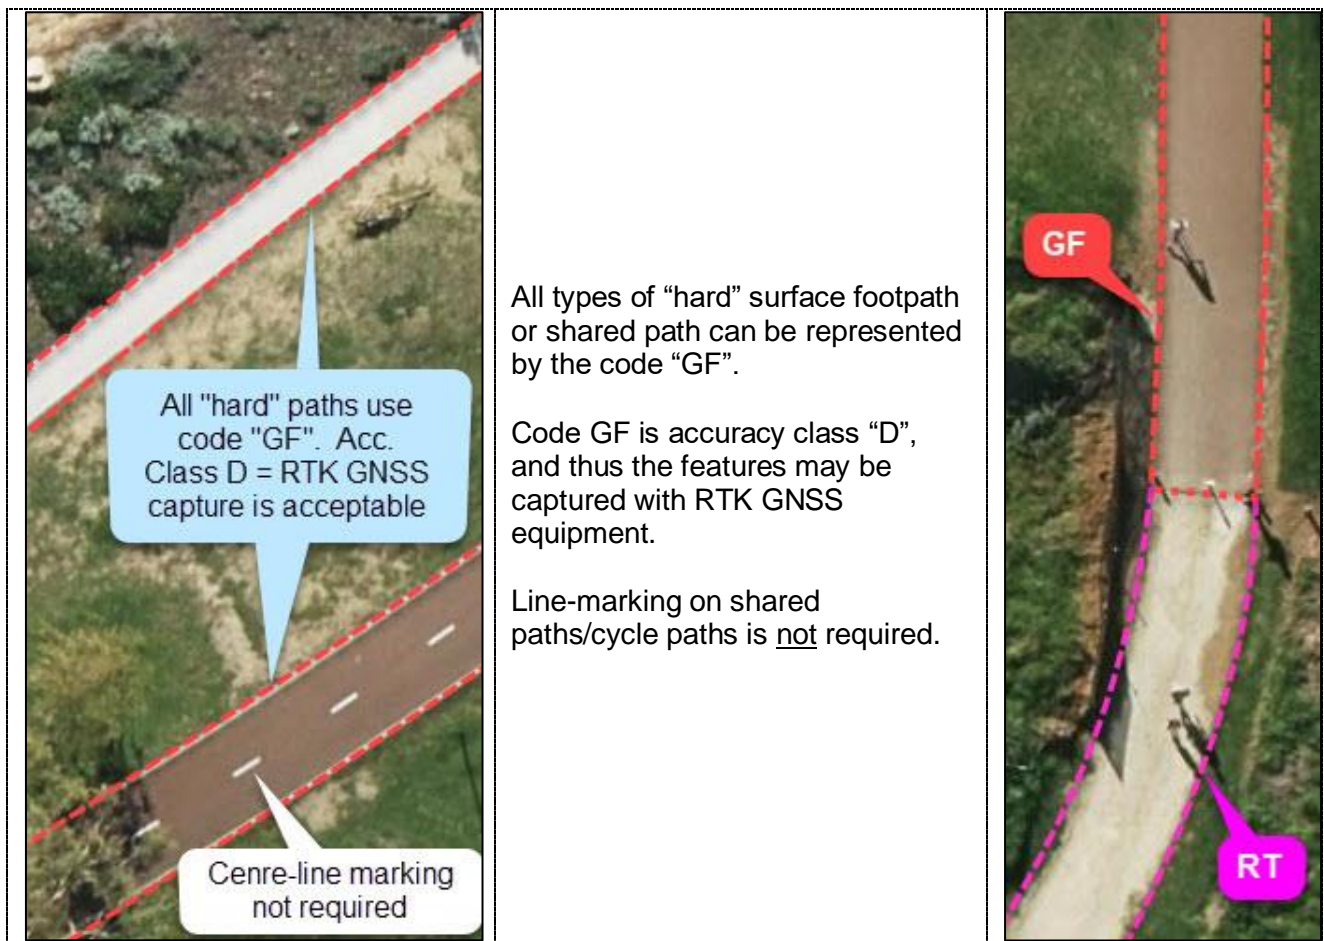 All "hard" paths use
code "GF". Acc.
Class D = RTK GNSS
capture is acceptable
Cenre-line marking
not required
All types of “hard” surface footpath
or shared path can be represented
by the code “GF”.
Code GF is accuracy class “D”,
and thus the features may be
captured with RTK GNSS
equipment.
Line-marking on shared
paths/cycle paths is not required.
GF
RT